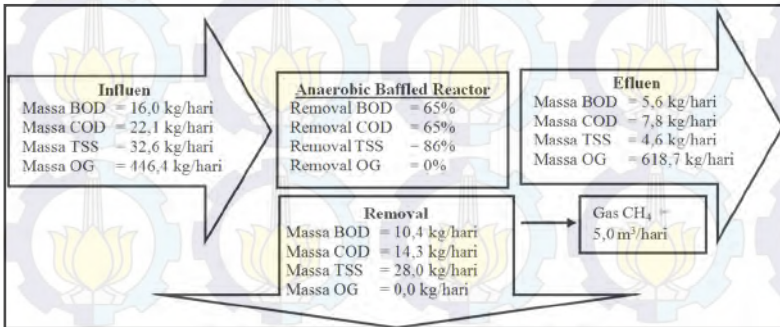 Influen
Massa BOD = 16,0 kg/hari
Massa COD = 22,1 kg/hari
Massa TSS = 32,6 kg/hari
Massa OG = 446,4 kg/hari
Anaerobic Baffled Reactor
Removal BOD = 65%
Removal COD = 65%
Removal TSS = 86%
Removal OG = 0%
Efluen
Massa BOD = 5,6 kg/hari
Massa COD = 7,8 kg/hari
Massa TSS = 4,6 kg/hari
Massa OG = 618,7 kg/hari
Removal
Massa BOD = 10,4 kg/hari
Massa COD = 14,3 kg/hari
Massa TSS = 28,0 kg/hari
Massa OG = 0,0 kg/hari
Gas CH₄ =
5,0 m³/hari